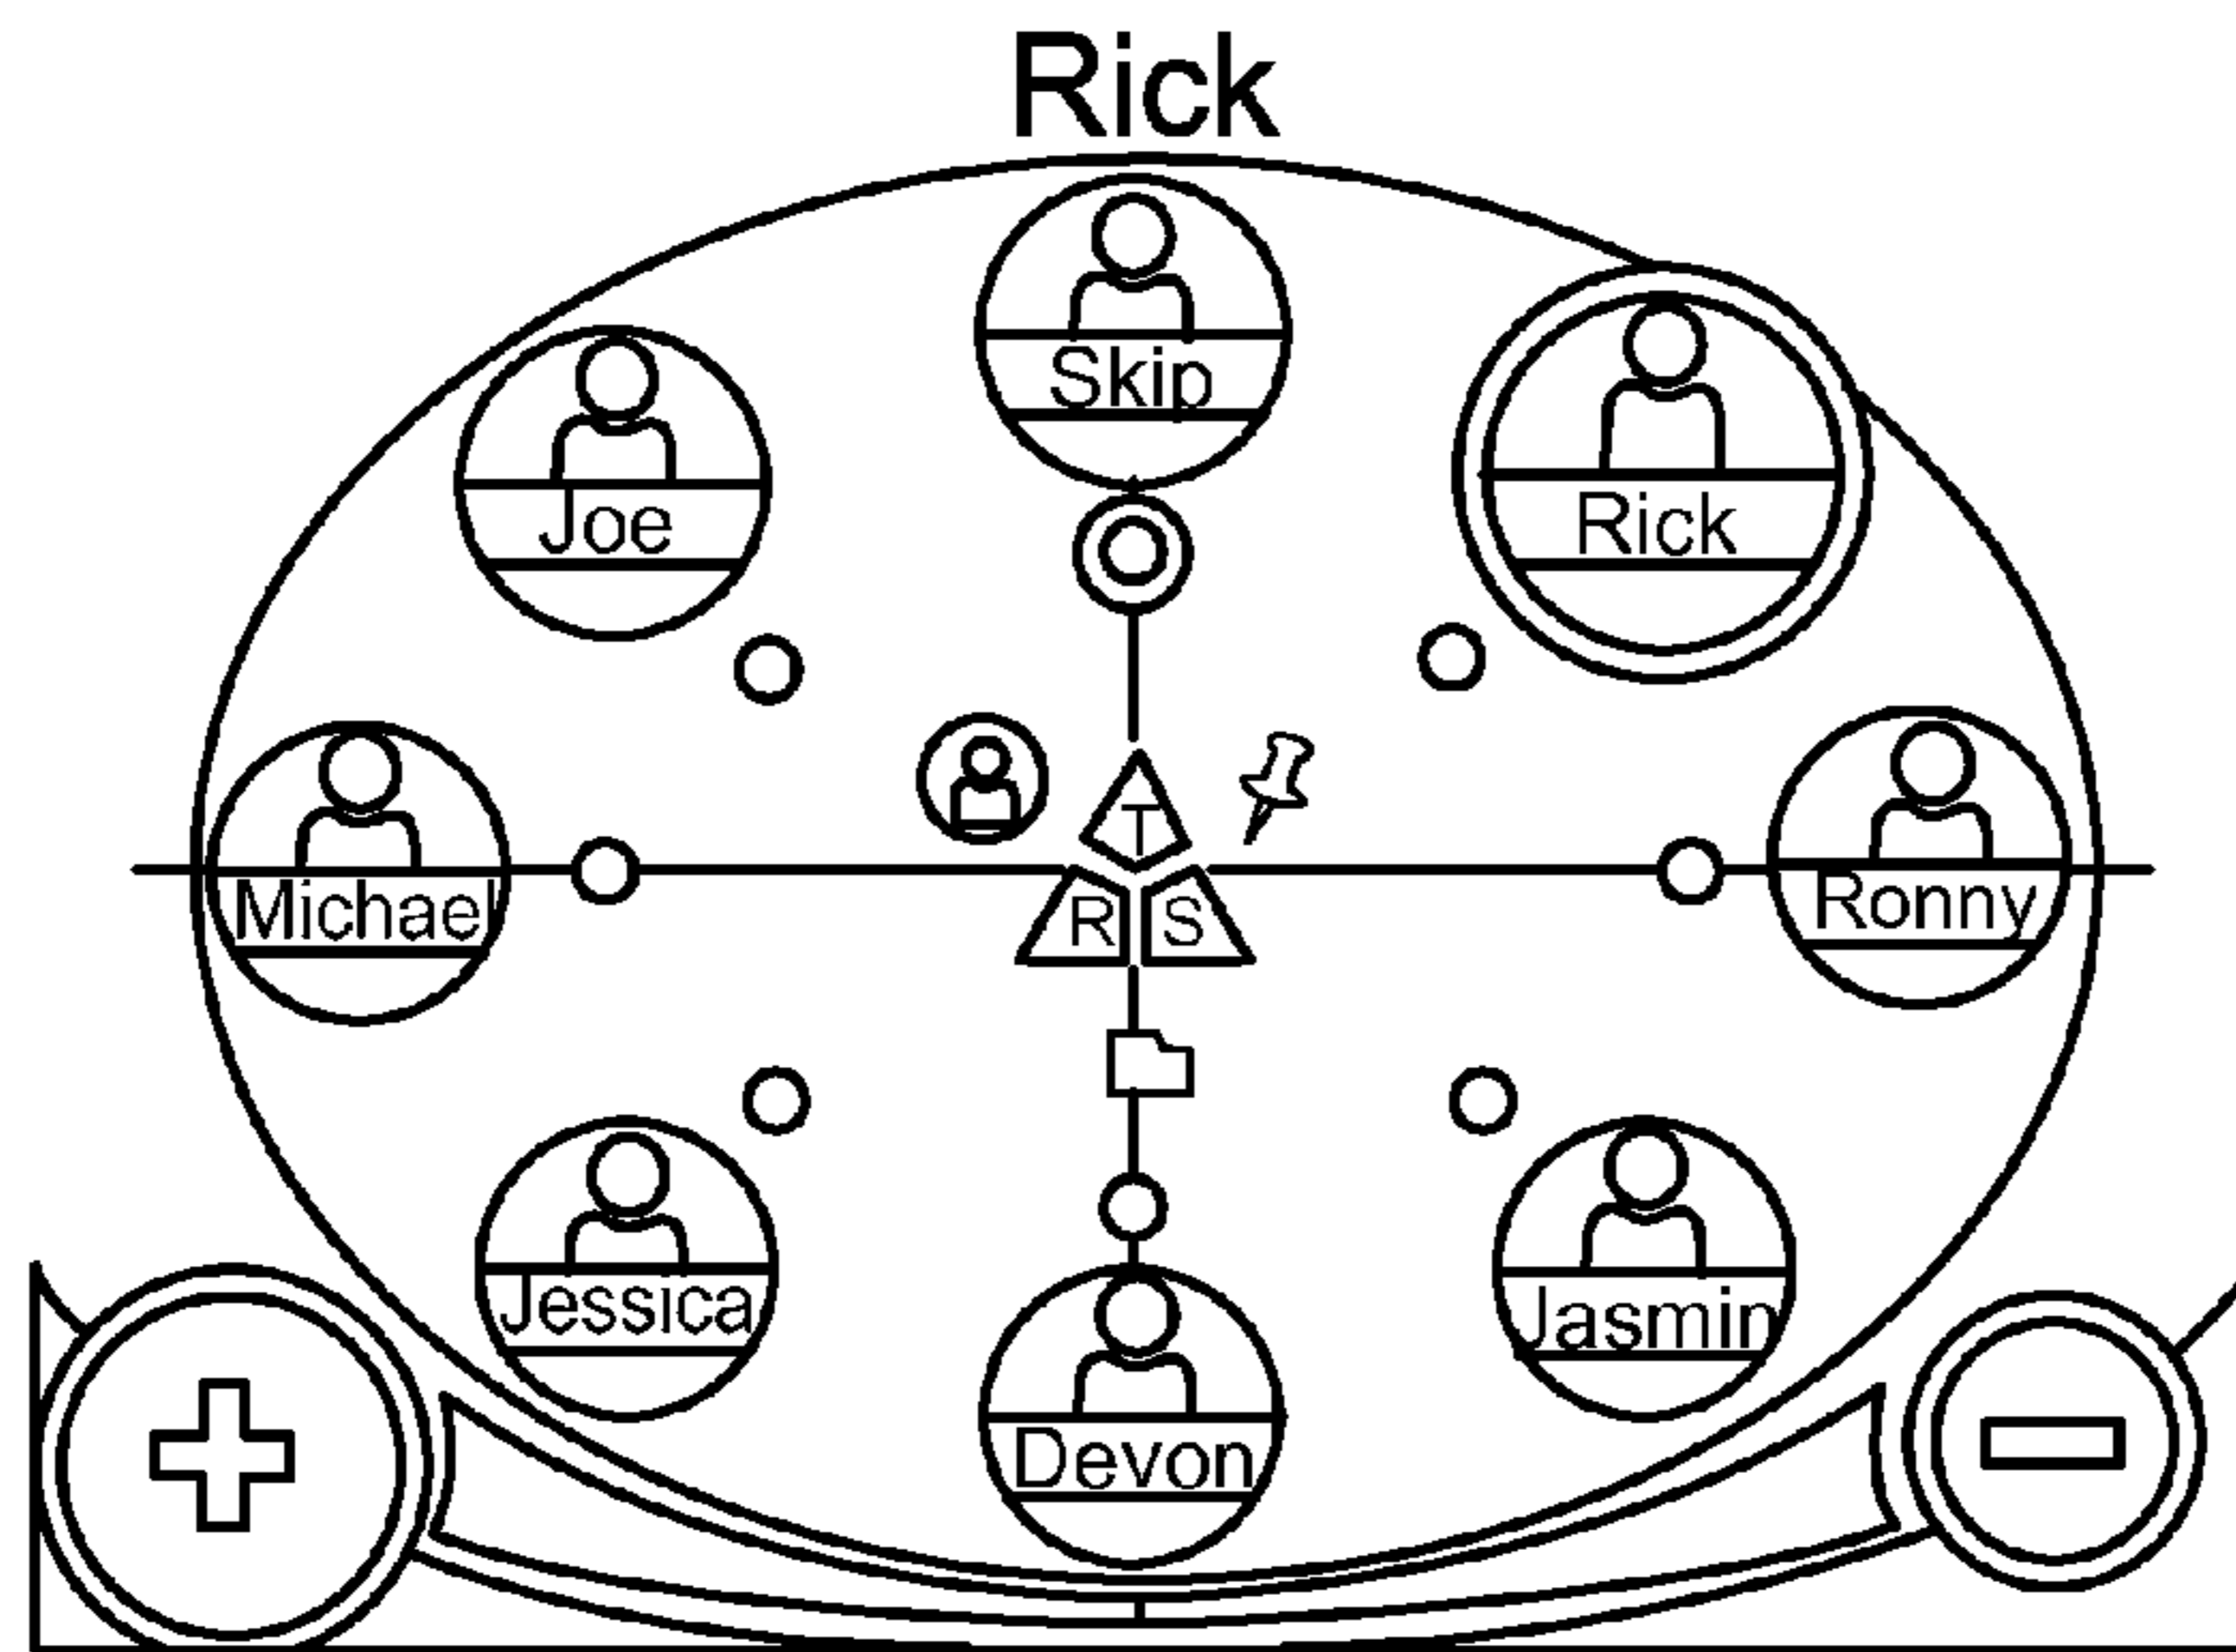 Rick
Skip
Joe
Rick
T
Michael
R
S
Ronny
Jessica
Jasmin
Devon